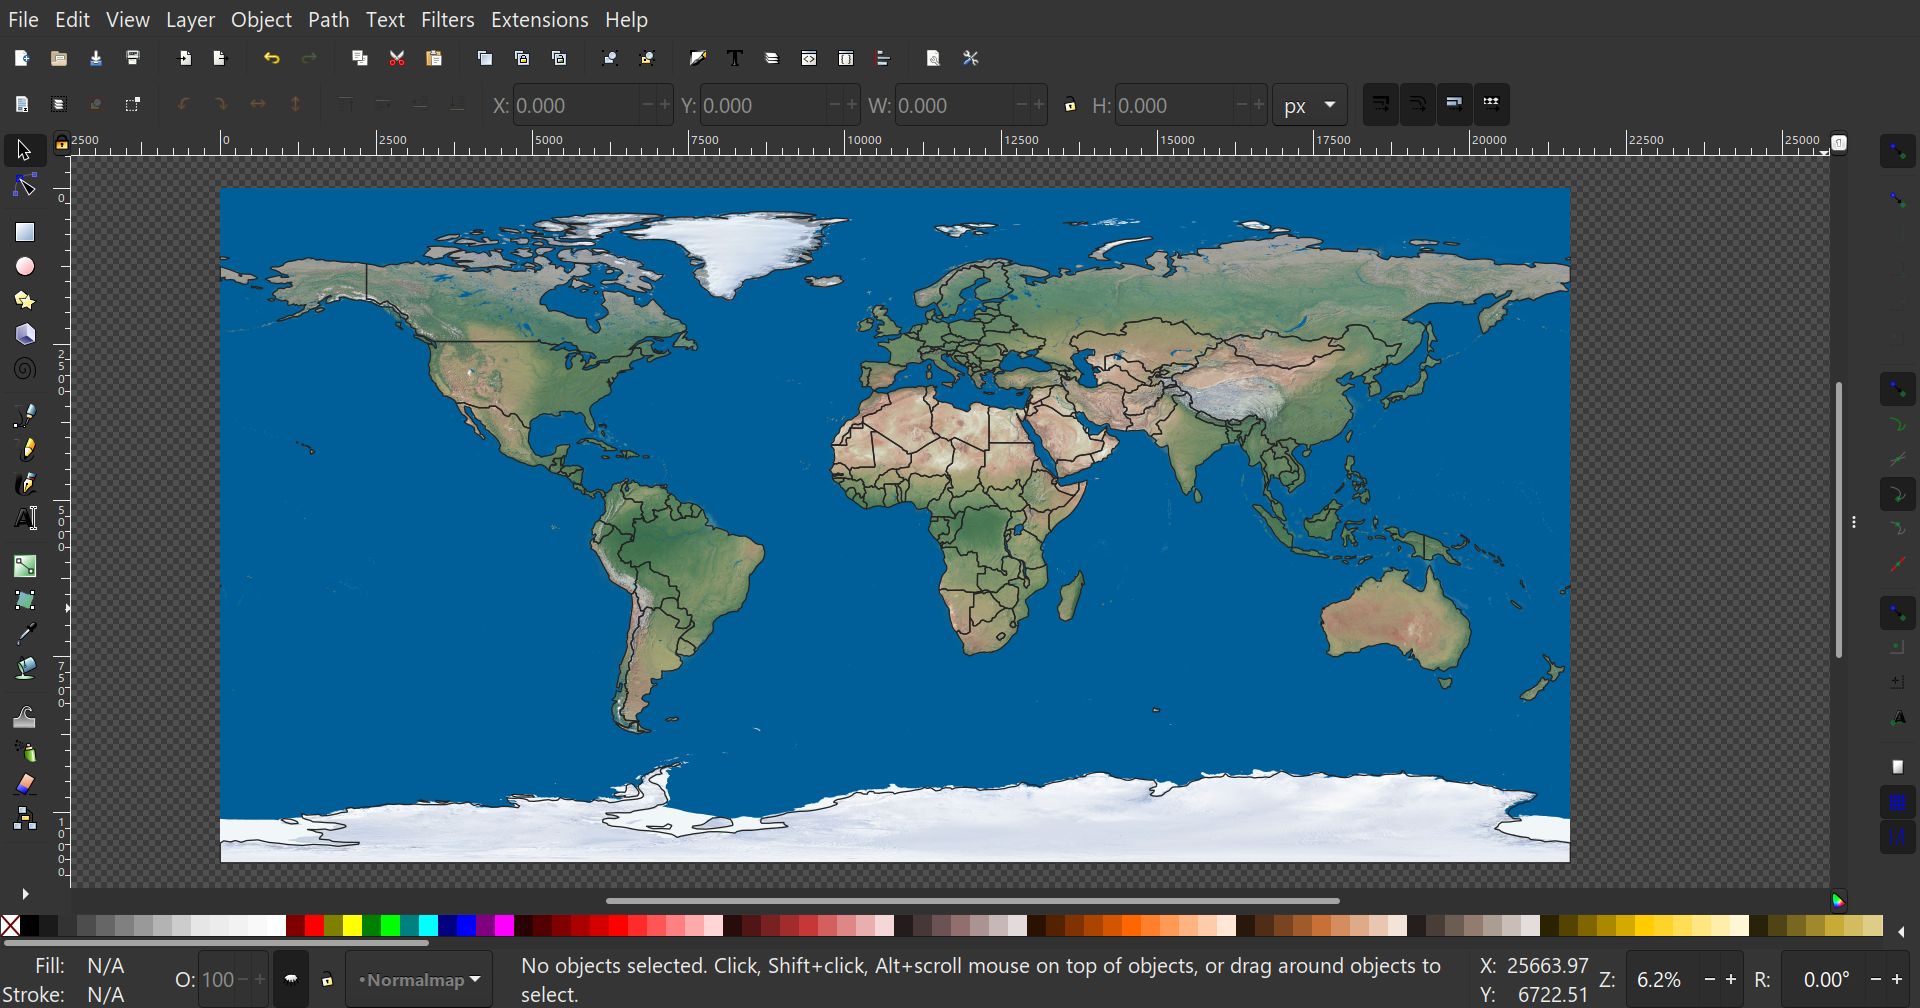 File Edit View Layer Object Path Text Filters Extensions Help
X: 0.000 Y: 0.000 W: 0.000 H: 0.000 px
2500 0 2500 5000 7500 10000 12500 15000 17500 20000 22500 25000
0
2500
5000
7500
10000
Fill: N/A
Stroke: N/A
O: 100
•Normalmap
No objects selected. Click, Shift+click, Alt+scroll mouse on top of objects, or drag around objects to
select.
X: 25663.97
Y: 6722.51
Z: 6.2%
R: 0.00°